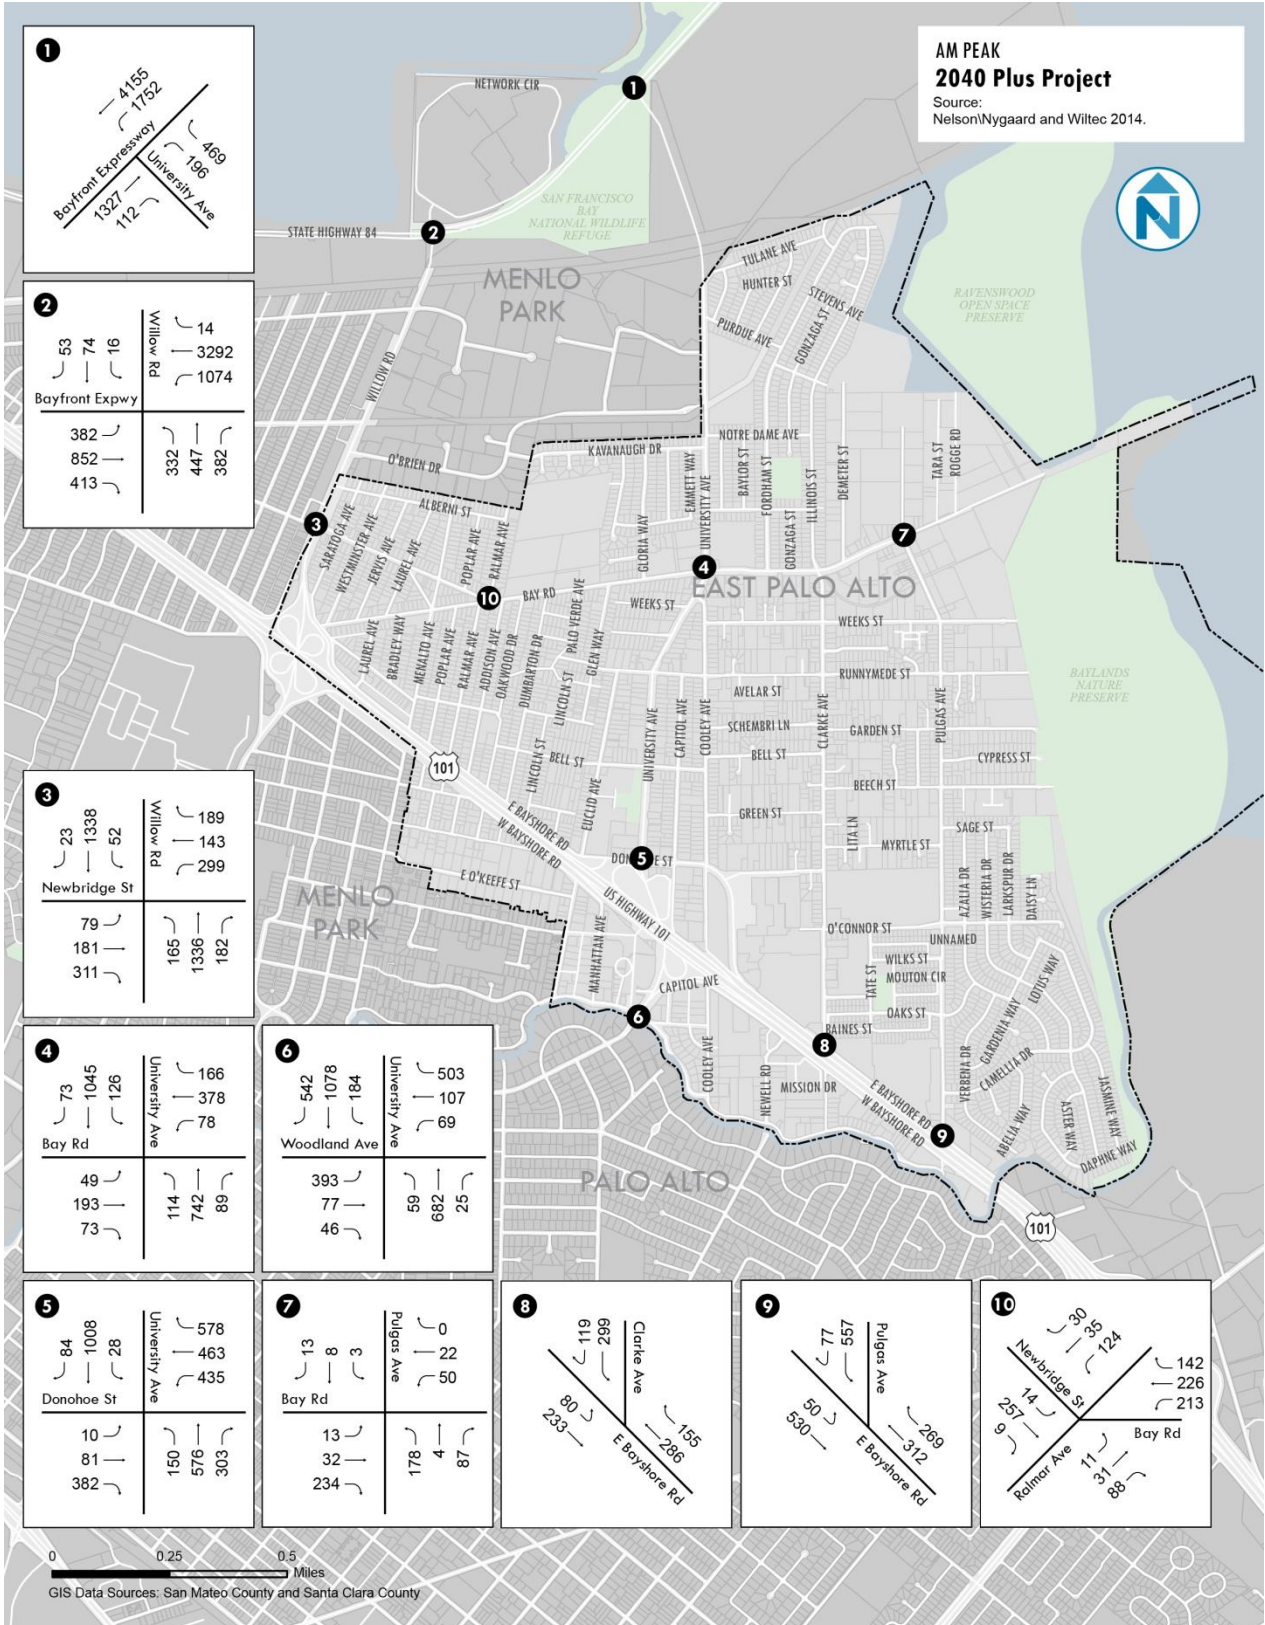 AM PEAK
2040 Plus Project
Source:
Nelson\Nygaard and Wiltec 2014.
N
1
4155
1752
Bayfront Expressway
469
196
University Ave
1327
112
2
53
74
16
Willow Rd
14
3292
1074
Bayfront Expwy
382
852
413
332
447
382
3
23
1338
52
Willow Rd
189
143
299
Newbridge St
79
181
311
165
1336
182
4
73
1045
126
University Ave
166
378
78
Bay Rd
49
193
73
114
742
89
5
84
1008
28
University Ave
578
463
435
Donohoe St
10
81
382
150
576
303
6
542
1078
184
University Ave
503
107
69
Woodland Ave
393
77
46
59
682
25
7
13
8
3
Pulgas Ave
0
22
50
Bay Rd
13
32
234
178
4
87
8
119
299
Clarke Ave
80
233
155
286
E Bayshore Rd
9
77
557
Pulgas Ave
50
530
269
312
E Bayshore Rd
10
30
35
124
Newbridge St
142
226
213
Bay Rd
14
257
9
Ralmar Ave
11
31
88
NETWORK CIR
1
SAN FRANCISCO
BAY
NATIONAL WILDLIFE
REFUGE
STATE HIGHWAY 84
2
MENLO
PARK
WILLOW RD
TULANE AVE
HUNTER ST
STEVENS AVE
PURDUE AVE
GONZAGA ST
RAVENSWOOD
OPEN SPACE
PRESERVE
O'BRIEN DR
KAVANAUGH DR
NOTRE DAME AVE
EMMETT WAY
UNIVERSITY AVE
BAYLOR ST
FORDHAM ST
GONZAGA ST
ILLINOIS ST
DEMETER ST
TARA ST
ROGGE RD
ALBERNI ST
3
SARATOGA AVE
WESTMINSTER AVE
JERVIS AVE
LAUREL AVE
POPLAR AVE
RALMAR AVE
GLORIA WAY
4
7
EAST PALO ALTO
10
BAY RD
PALO VERDE AVE
WEEKS ST
WEEKS ST
LAUREL AVE
BRADLEY WAY
MENALTO AVE
POPLAR AVE
RALMAR AVE
ADDISON AVE
OAKWOOD DR
DUMBARTON DR
LINCOLN ST
GLEN WAY
RUNNYMEDE ST
AVELAR ST
BAYLANDS
NATURE
PRESERVE
UNIVERSITY AVE
CAPITOL AVE
COOLEY AVE
SCHEMBRI LN
CLARKE AVE
GARDEN ST
PULGAS AVE
101
LINCOLN ST
BELL ST
BELL ST
CYPRESS ST
BEECH ST
EUCLID AVE
GREEN ST
E BAYSHORE RD
W BAYSHORE RD
LITA LN
MYRTLE ST
SAGE ST
5
E O'KEEFE ST
US HIGHWAY 101
MENLO
PARK
AZALIA DR
WISTERIA DR
LARKSPUR DR
DAISY LN
MANHATTAN AVE
O'CONNOR ST
UNNAMED
WILKS ST
TATE ST
MOUTON CIR
LOTUS WAY
CAPITOL AVE
OAKS ST
GARDENIA WAY
6
BAINES ST
8
COOLEY AVE
NEWELL RD
MISSION DR
E BAYSHORE RD
W BAYSHORE RD
VERBENA DR
CAMELLIA DR
9
ABELIA WAY
ASTER WAY
JASMINE WAY
DAPHNE WAY
PALO ALTO
101
0
0.25
0.5
Miles
GIS Data Sources: San Mateo County and Santa Clara County